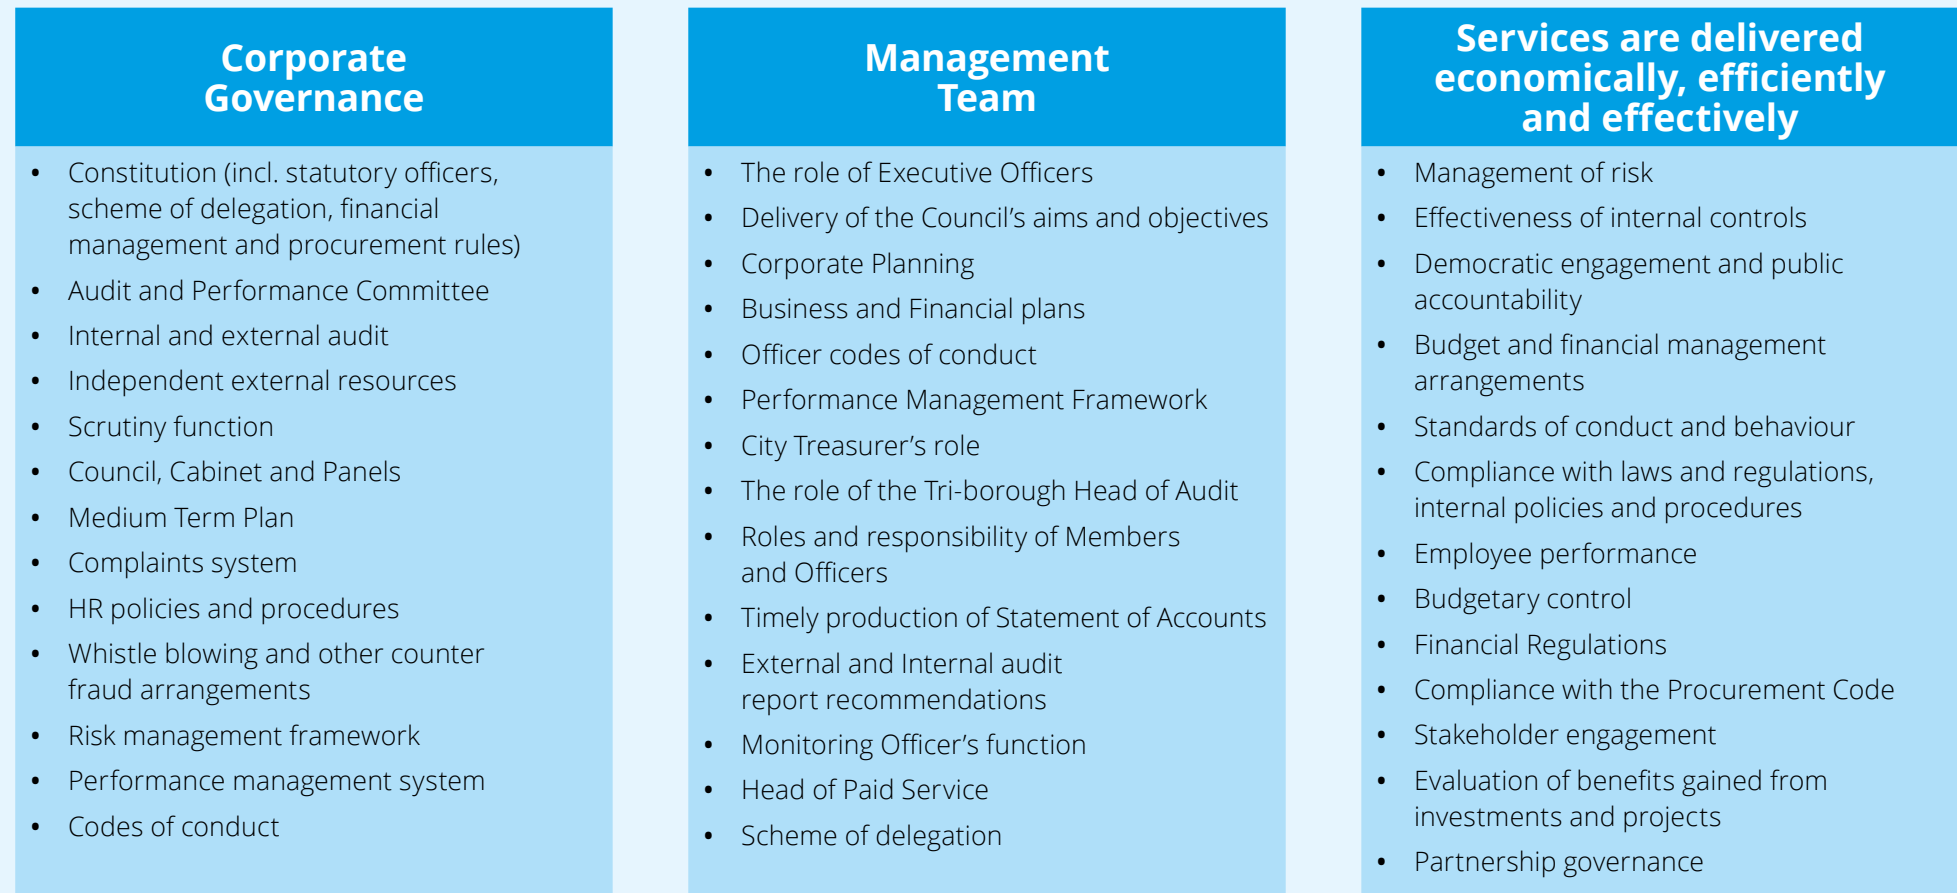 Corporate
Governance
• Constitution (incl. statutory officers,
scheme of delegation, financial
management and procurement rules)
• Audit and Performance Committee
• Internal and external audit
• Independent external resources
• Scrutiny function
• Council, Cabinet and Panels
• Medium Term Plan
• Complaints system
• HR policies and procedures
• Whistle blowing and other counter
fraud arrangements
• Risk management framework
• Performance management system
• Codes of conduct
Management
Team
• The role of Executive Officers
• Delivery of the Council’s aims and objectives
• Corporate Planning
• Business and Financial plans
• Officer codes of conduct
• Performance Management Framework
• City Treasurer’s role
• The role of the Tri-borough Head of Audit
• Roles and responsibility of Members
and Officers
• Timely production of Statement of Accounts
• External and Internal audit
report recommendations
• Monitoring Officer’s function
• Head of Paid Service
• Scheme of delegation
Services are delivered
economically, efficiently
and effectively
• Management of risk
• Effectiveness of internal controls
• Democratic engagement and public
accountability
• Budget and financial management
arrangements
• Standards of conduct and behaviour
• Compliance with laws and regulations,
internal policies and procedures
• Employee performance
• Budgetary control
• Financial Regulations
• Compliance with the Procurement Code
• Stakeholder engagement
• Evaluation of benefits gained from
investments and projects
• Partnership governance